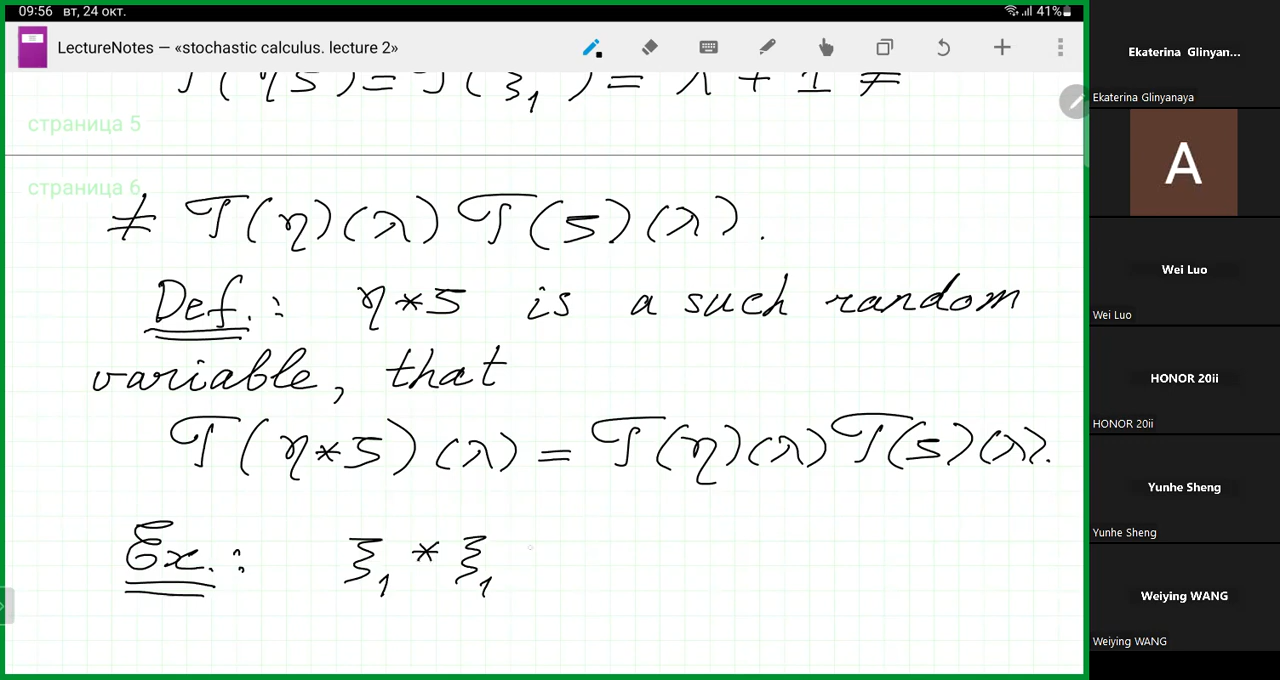 09:56 вт, 24 окт.
41%
LectureNotes — «stochastic calculus. lecture 2»
страница 5
страница 6
≠ 𝒯(η)(λ) 𝒯(ζ)(λ).
Def.: η*ζ is a such random
variable, that
𝒯(η*ζ)(λ) = 𝒯(η)(λ)𝒯(ζ)(λ).
Ex.: ξ₁ * ξ₁
Ekaterina Glinyan...
Ekaterina Glinyanaya
A
Wei Luo
Wei Luo
HONOR 20ii
HONOR 20ii
Yunhe Sheng
Yunhe Sheng
Weiying WANG
Weiying WANG